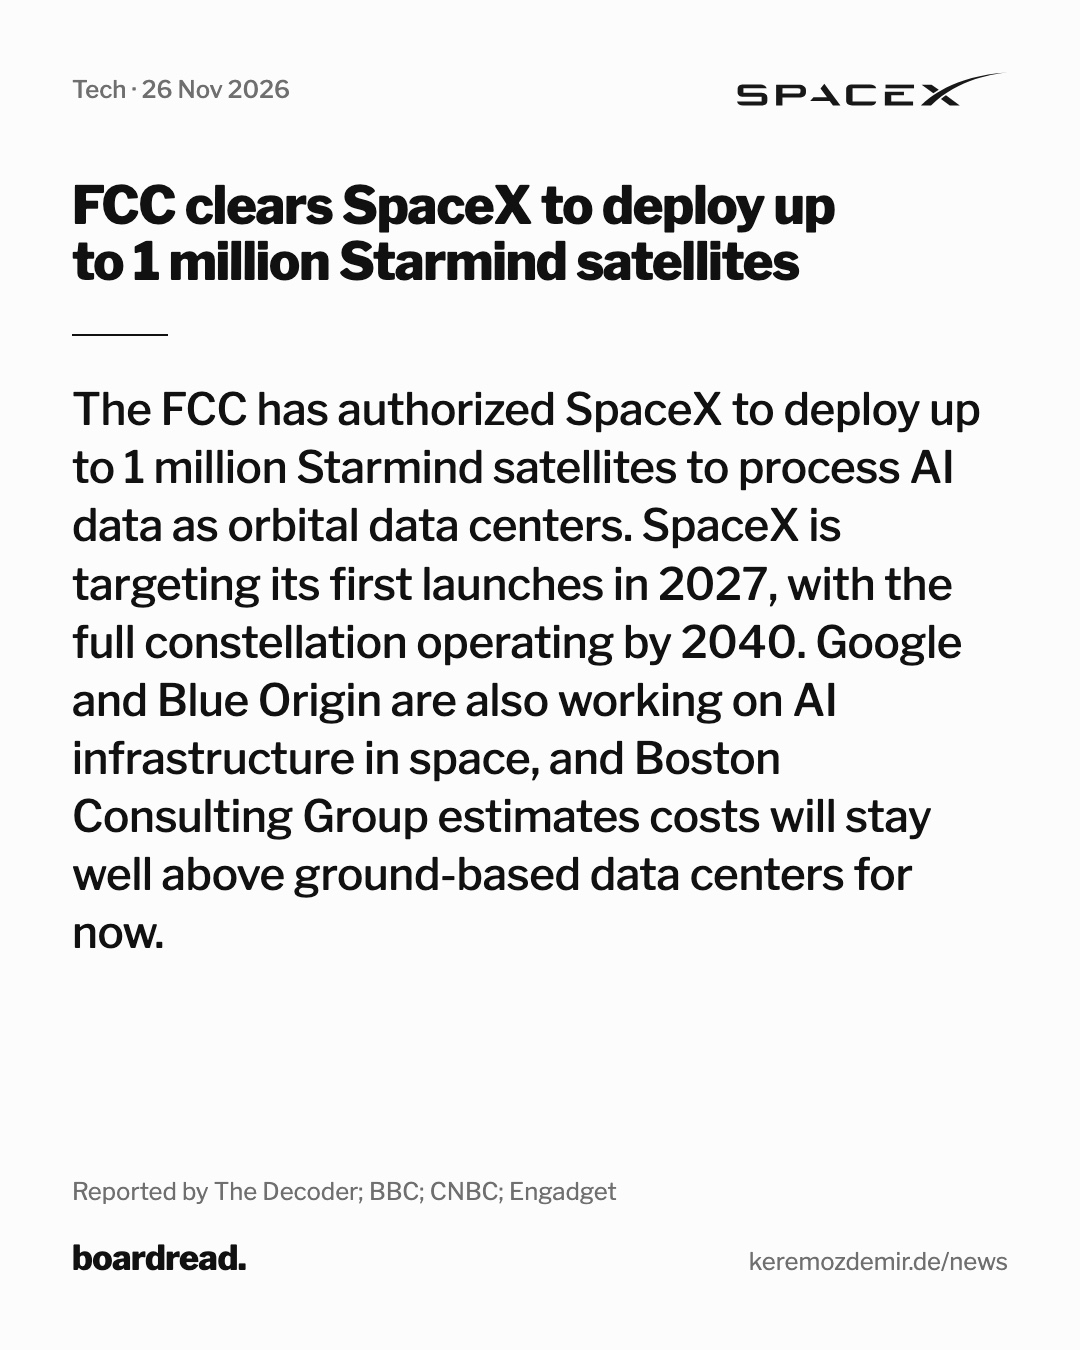 Tech · 26 Nov 2026
SPACEX
FCC clears SpaceX to deploy up
to 1 million Starmind satellites
The FCC has authorized SpaceX to deploy up
to 1 million Starmind satellites to process AI
data as orbital data centers. SpaceX is
targeting its first launches in 2027, with the
full constellation operating by 2040. Google
and Blue Origin are also working on AI
infrastructure in space, and Boston
Consulting Group estimates costs will stay
well above ground-based data centers for
now.
Reported by The Decoder; BBC; CNBC; Engadget
boardread.
keremozdemir.de/news